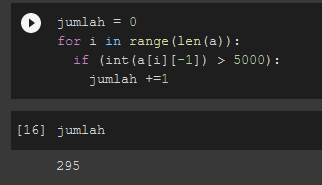 jumlah = 0
for i in range(len(a)):
  if (int(a[i][-1]) > 5000):
    jumlah +=1
[16] jumlah
295